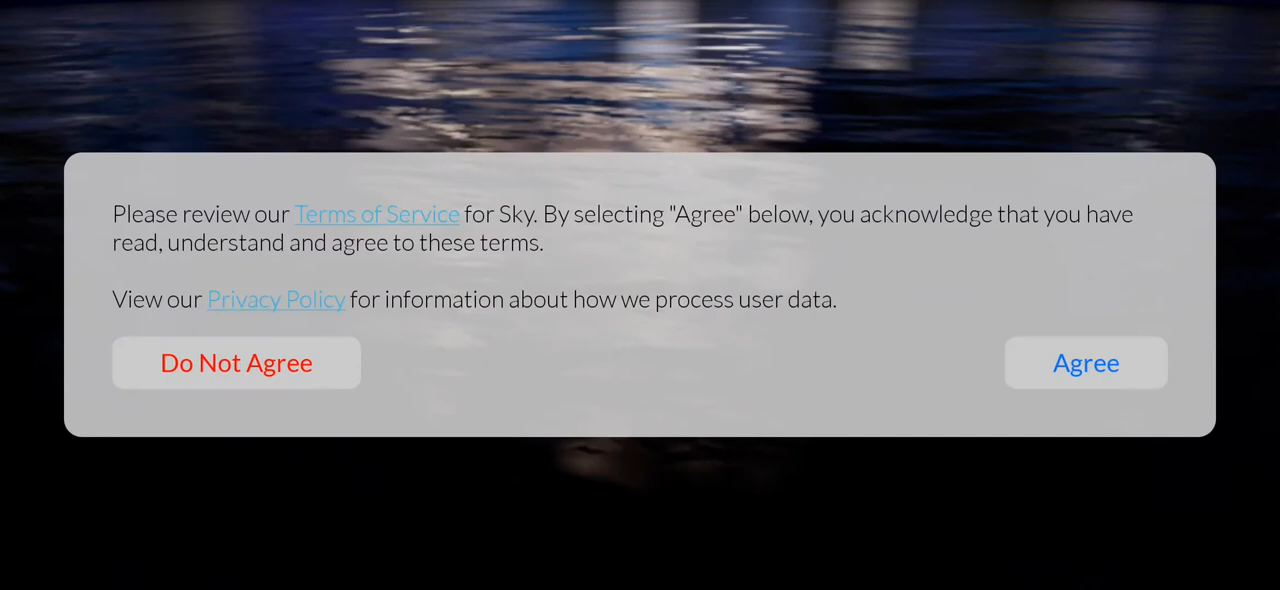 Please review our Terms of Service for Sky. By selecting "Agree" below, you acknowledge that you have
read, understand and agree to these terms.
View our Privacy Policy for information about how we process user data.
Do Not Agree
Agree